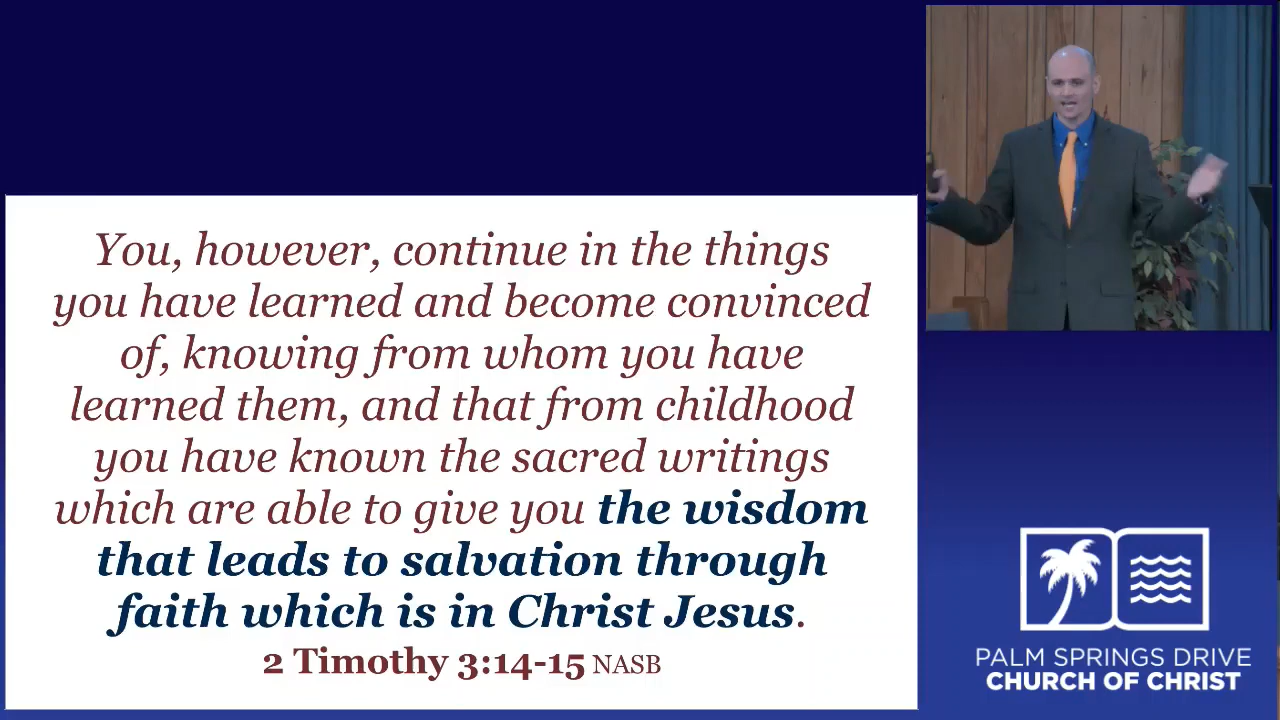 You, however, continue in the things
you have learned and become convinced
of, knowing from whom you have
learned them, and that from childhood
you have known the sacred writings
which are able to give you the wisdom
that leads to salvation through
faith which is in Christ Jesus.
2 Timothy 3:14-15 NASB
PALM SPRINGS DRIVE
CHURCH OF CHRIST